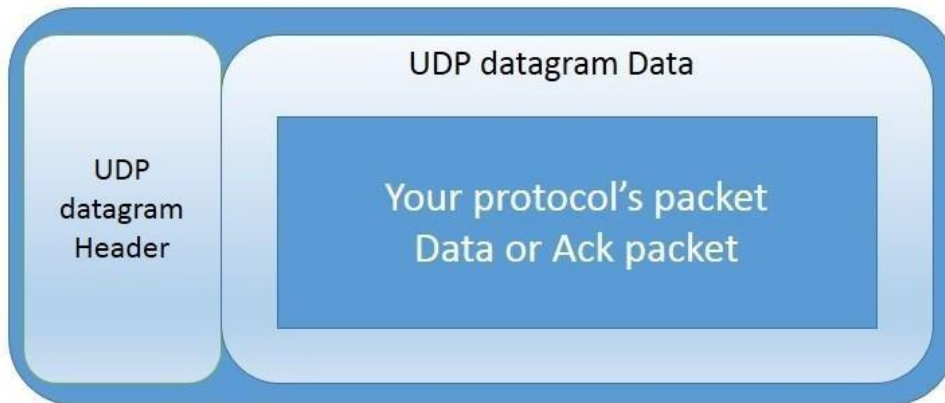 UDP datagram Data
UDP
datagram
Header
Your protocol’s packet
Data or Ack packet